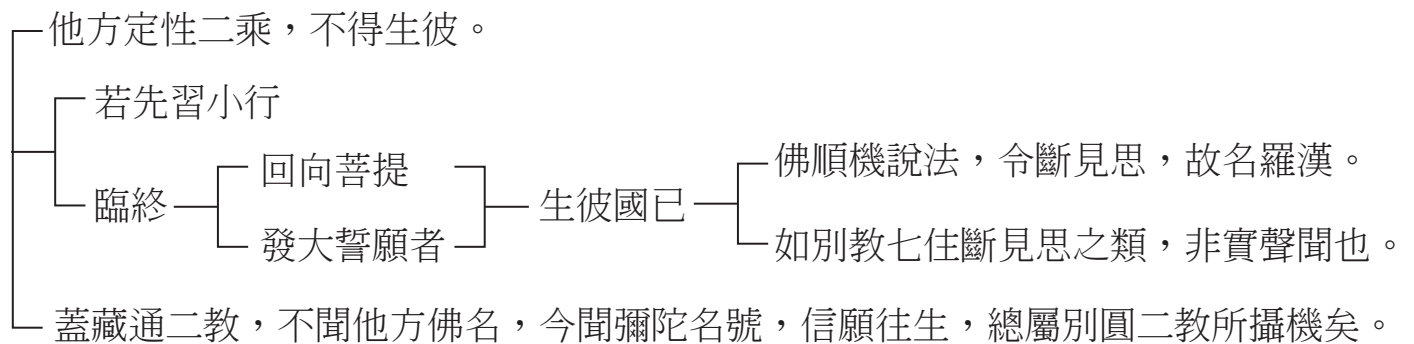 他方定性二乘，不得生彼。
若先習小行
臨終
回向菩提
發大誓願者
生彼國已
佛順機說法，令斷見思，故名羅漢。
如別教七住斷見思之類，非實聲聞也。
蓋藏通二教，不聞他方佛名，今聞彌陀名號，信願往生，總屬別圓二教所攝機矣。